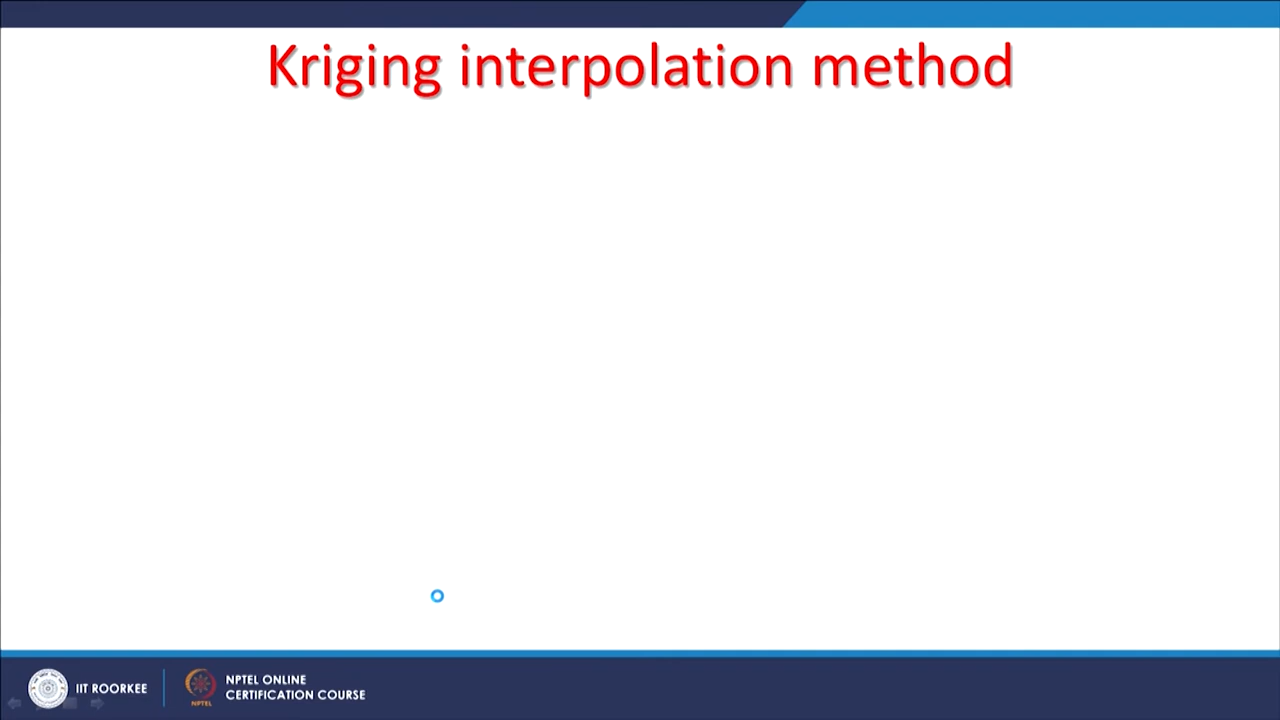 Kriging interpolation method
IIT ROORKEE
NPTEL ONLINE
CERTIFICATION COURSE
NPTEL